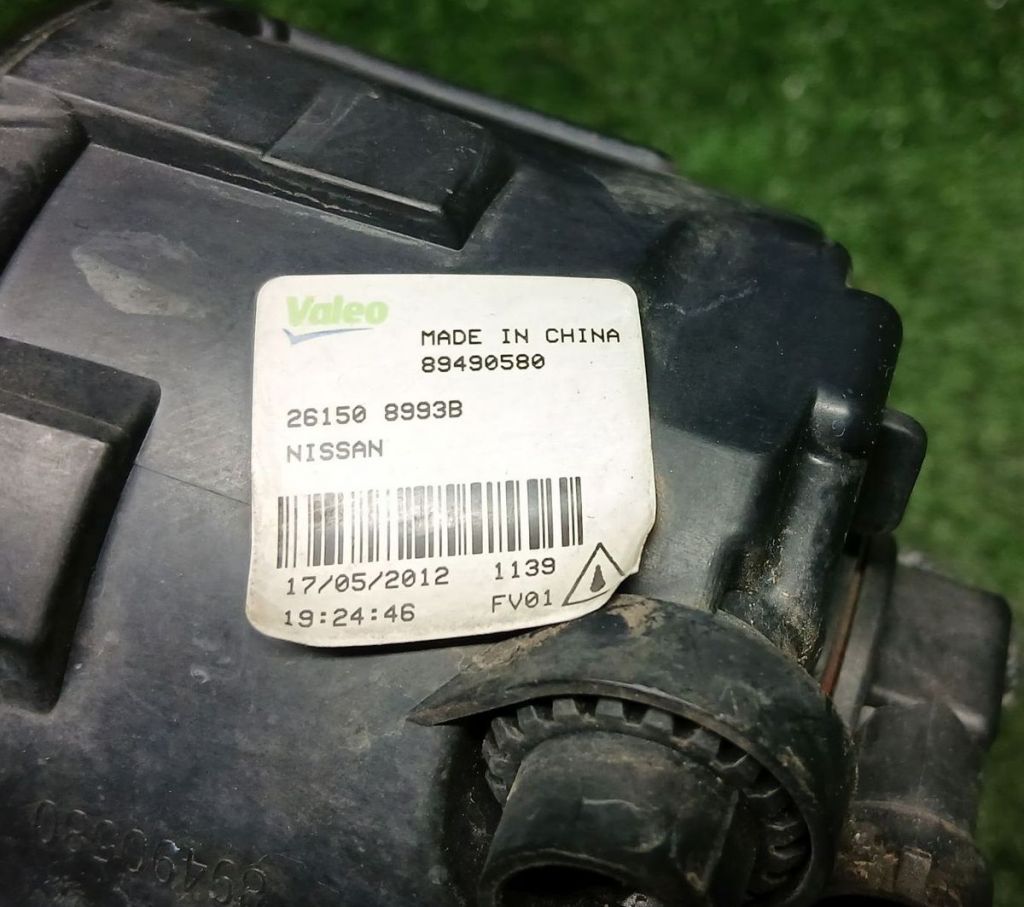 Valeo
MADE IN CHINA
89490580
26150 8993B
NISSAN
17/05/2012 1139
19:24:46 FV01